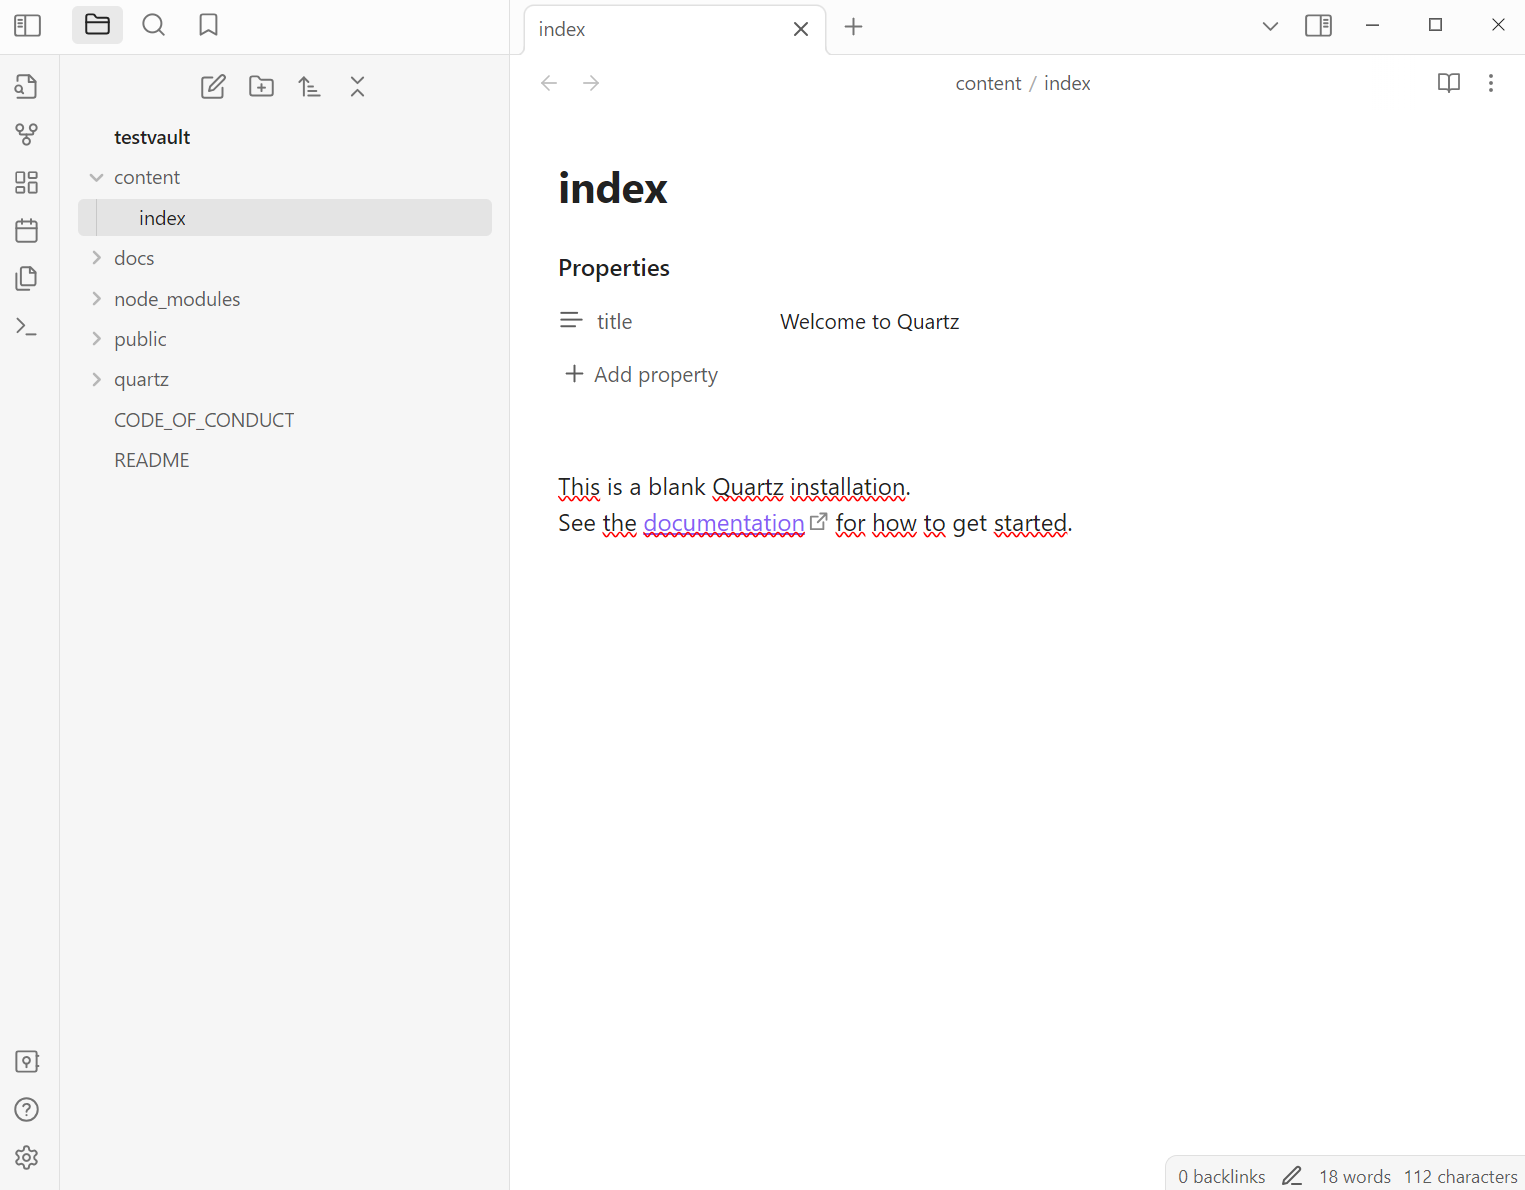 index
testvault
content
index
docs
node_modules
public
quartz
CODE_OF_CONDUCT
README
content / index
index
Properties
title Welcome to Quartz
Add property
This is a blank Quartz installation.
See the documentation for how to get started.
0 backlinks 18 words 112 characters